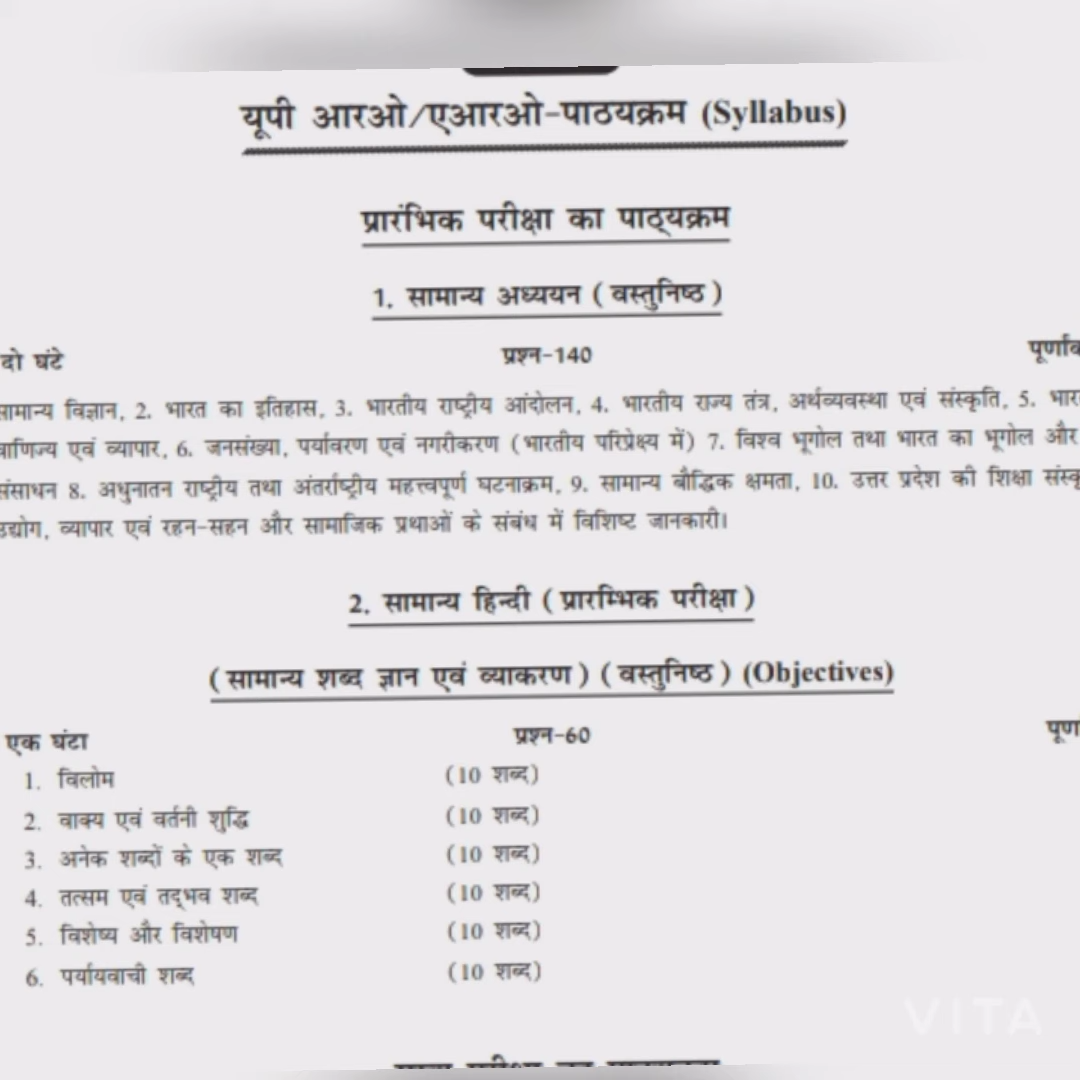 यूपी आरओ/एआरओ-पाठयक्रम (Syllabus)
प्रारंभिक परीक्षा का पाठ्यक्रम
1. सामान्य अध्ययन (वस्तुनिष्ठ)
दो घंटे प्रश्न-140
सामान्य विज्ञान, 2. भारत का इतिहास, 3. भारतीय राष्ट्रीय आंदोलन, 4. भारतीय राज्य तंत्र, अर्थव्यवस्था एवं संस्कृति, 5.
वाणिज्य एवं व्यापार, 6. जनसंख्या, पर्यावरण एवं नगरीकरण (भारतीय परिप्रेक्ष्य में) 7. विश्व भूगोल तथा भारत का भूगोल और
संसाधन 8. अधुनातन राष्ट्रीय तथा अंतर्राष्ट्रीय महत्त्वपूर्ण घटनाक्रम, 9. सामान्य बौद्धिक क्षमता, 10. उत्तर प्रदेश की शिक्षा
उद्योग, व्यापार एवं रहन-सहन और सामाजिक प्रथाओं के संबंध में विशिष्ट जानकारी।
2. सामान्य हिन्दी (प्रारम्भिक परीक्षा)
(सामान्य शब्द ज्ञान एवं व्याकरण) (वस्तुनिष्ठ) (Objectives)
एक घंटा प्रश्न-60
1. विलोम (10 शब्द)
2. वाक्य एवं वर्तनी शुद्धि (10 शब्द)
3. अनेक शब्दों के एक शब्द (10 शब्द)
4. तत्सम एवं तद्भव शब्द (10 शब्द)
5. विशेष्य और विशेषण (10 शब्द)
6. पर्यायवाची शब्द (10 शब्द)
VITA